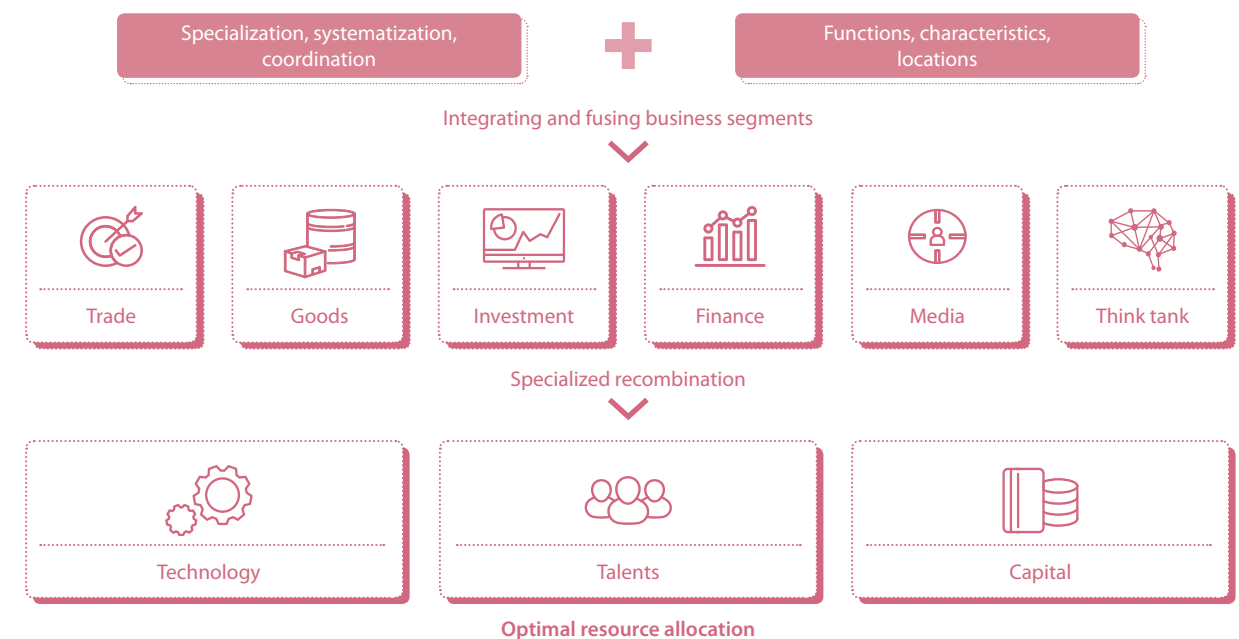 Specialization, systematization,
coordination
Functions, characteristics,
locations
Integrating and fusing business segments
Trade
Goods
Investment
Finance
Media
Think tank
Specialized recombination
Technology
Talents
Capital
Optimal resource allocation